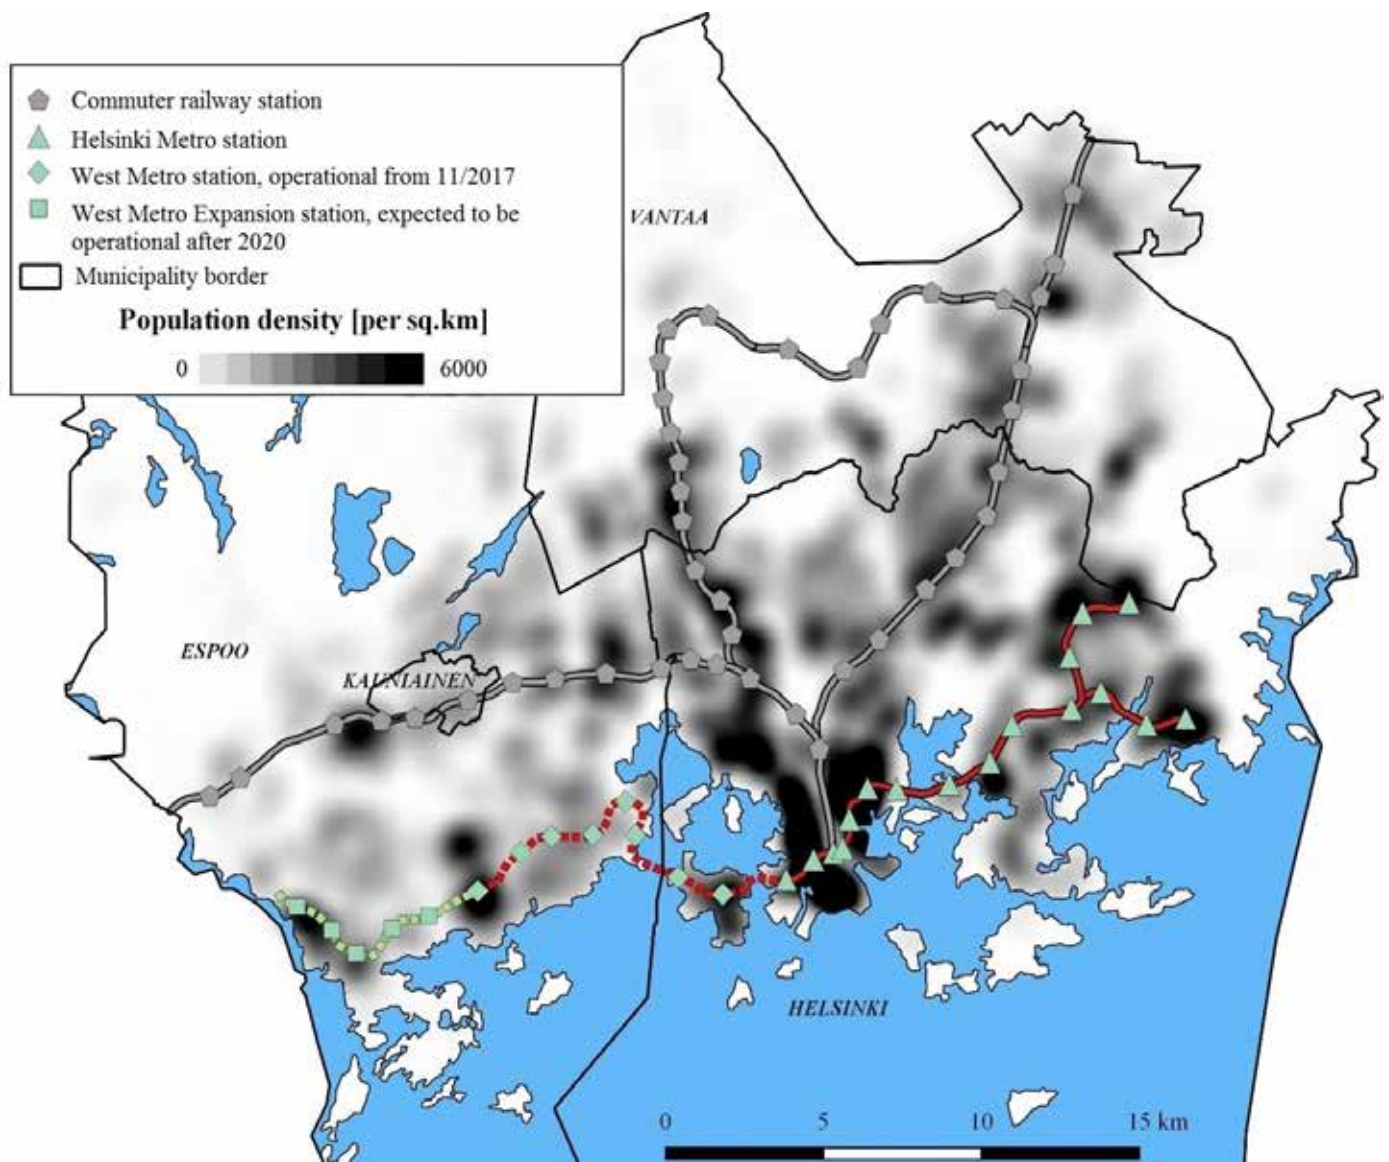 Commuter railway station
Helsinki Metro station
West Metro station, operational from 11/2017
West Metro Expansion station, expected to be
operational after 2020
Municipality border
Population density [per sq.km]
0 6000
VANTAA
ESPOO
KAUNIAINEN
HELSINKI
0 5 10 15 km